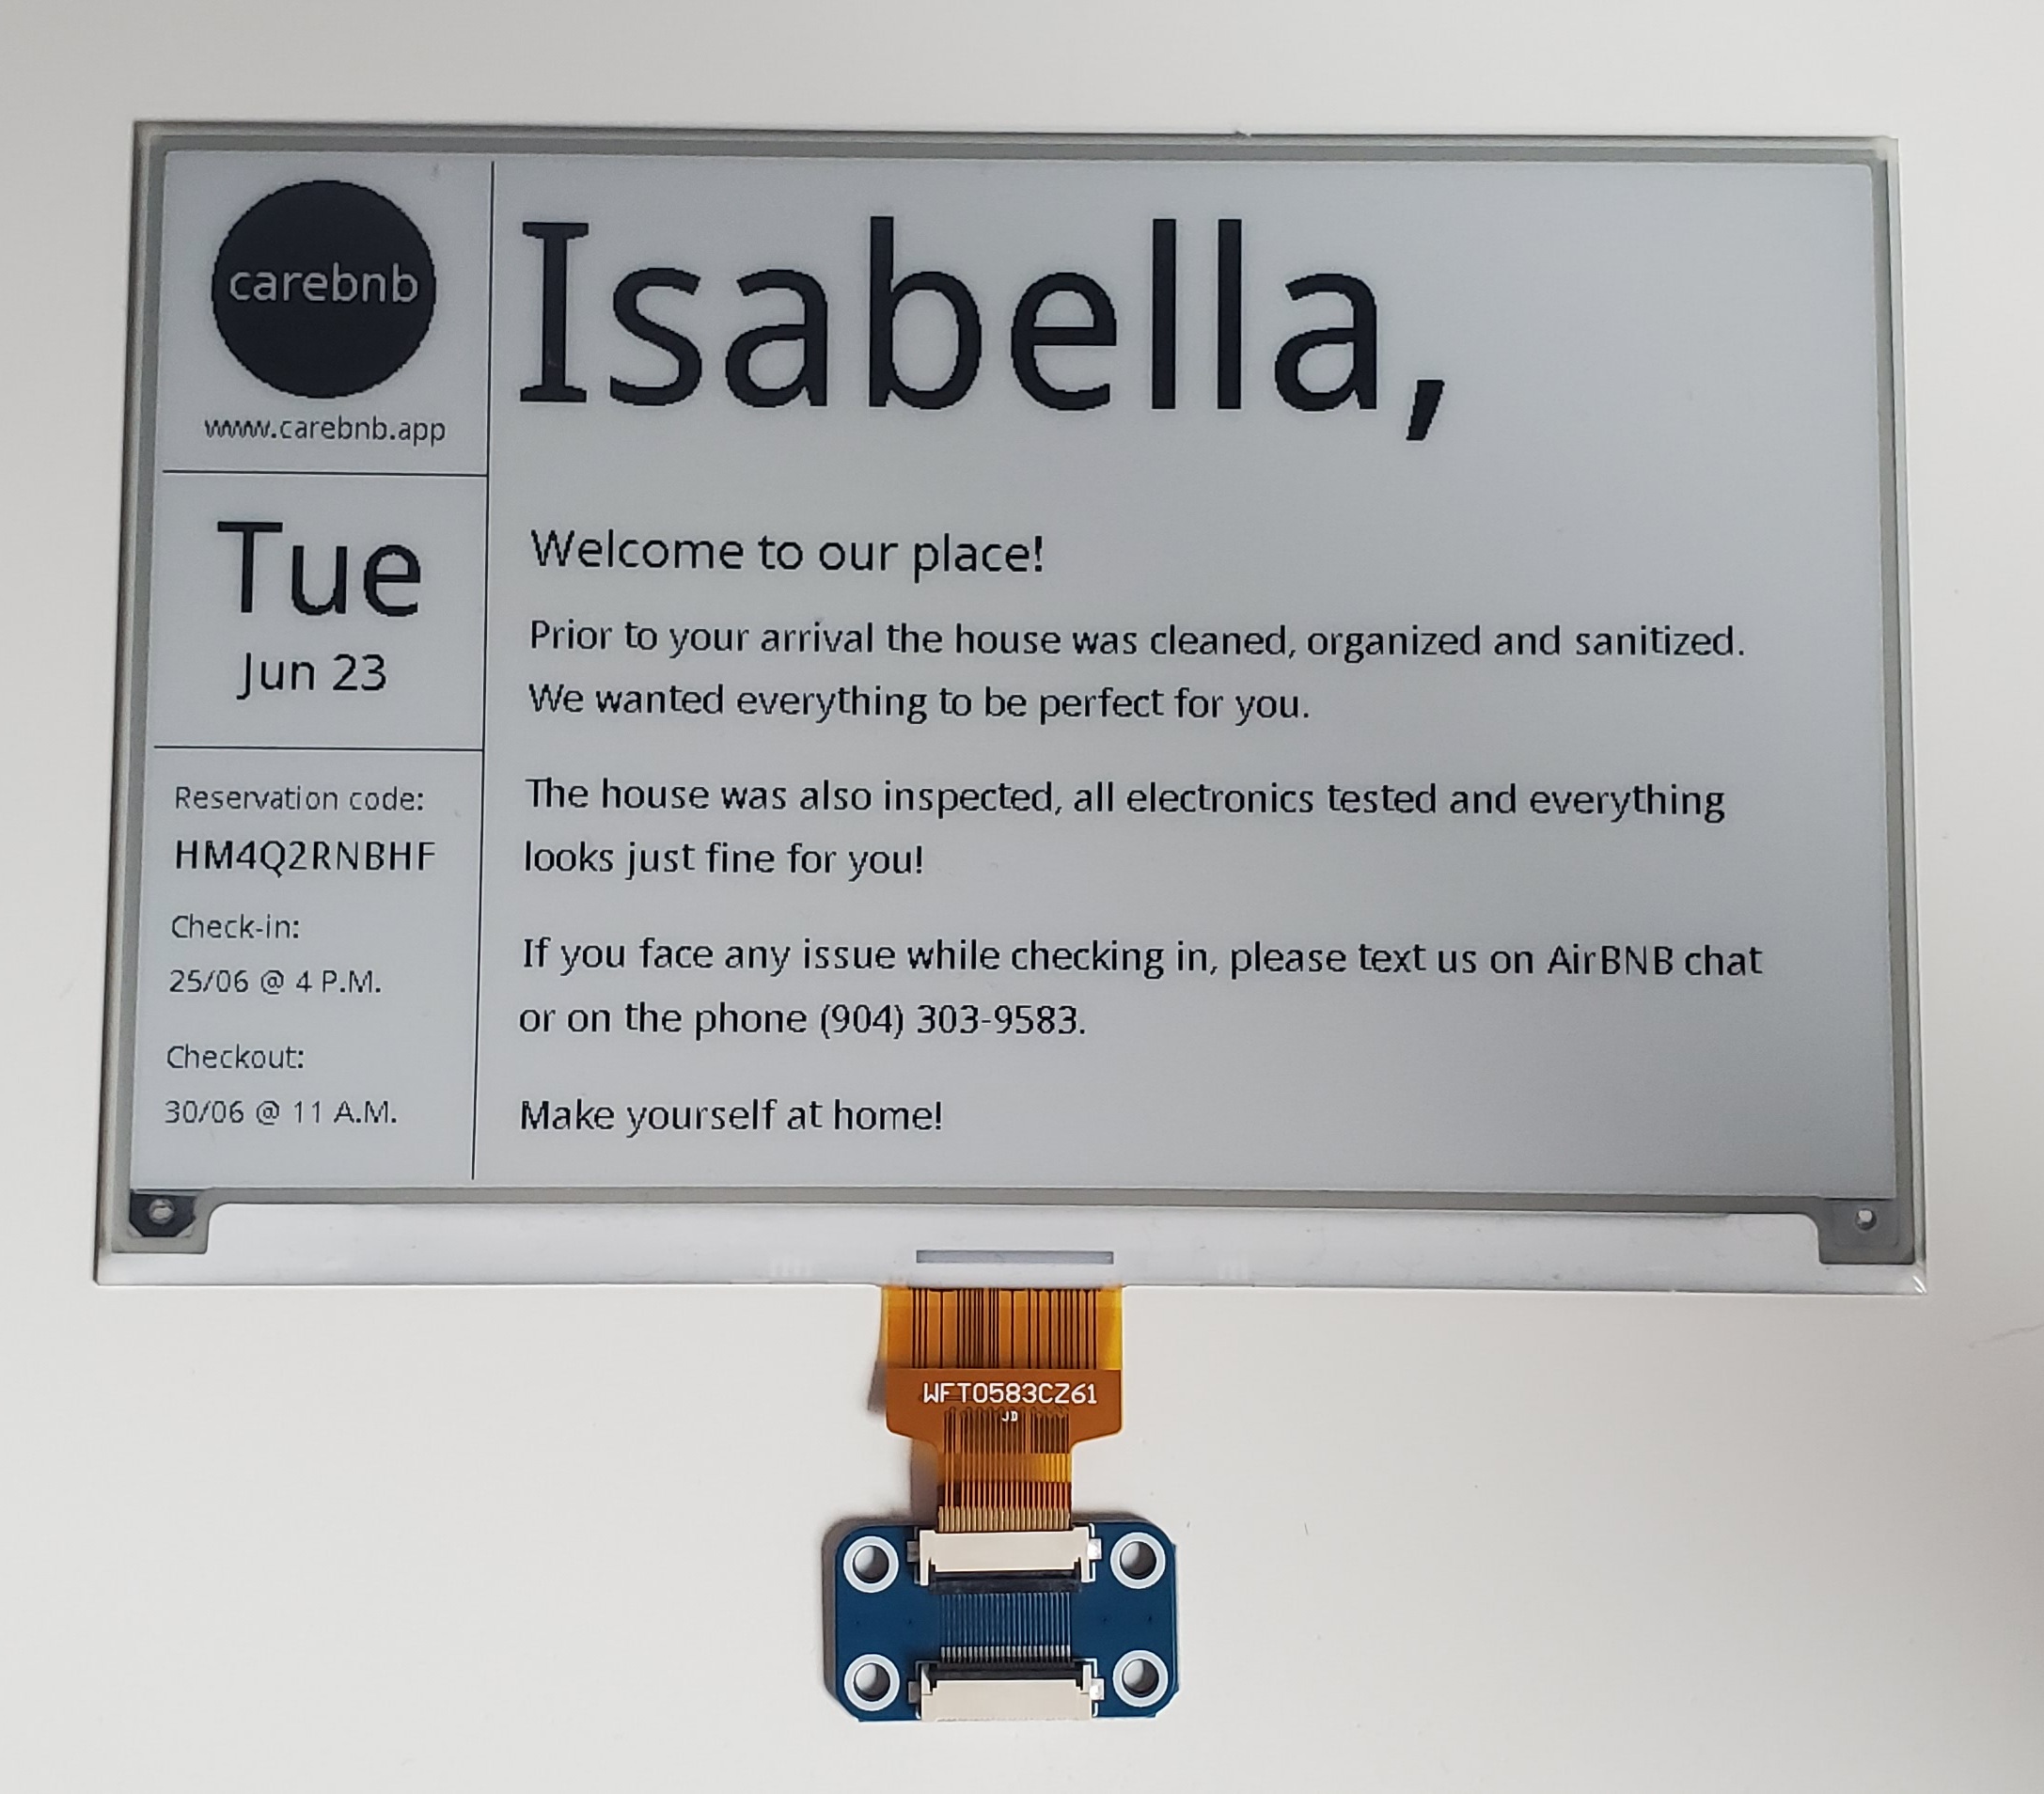 carebnb
www.carebnb.app
Tue
Jun 23
Reservation code:
HM4Q2RNBHF
Check-in:
25/06 @ 4 P.M.
Checkout:
30/06 @ 11 A.M.
Isabella,
Welcome to our place!
Prior to your arrival the house was cleaned, organized and sanitized.
We wanted everything to be perfect for you.
The house was also inspected, all electronics tested and everything
looks just fine for you!
If you face any issue while checking in, please text us on AirBNB chat
or on the phone (904) 303-9583.
Make yourself at home!
WFT0583CZ61
JD